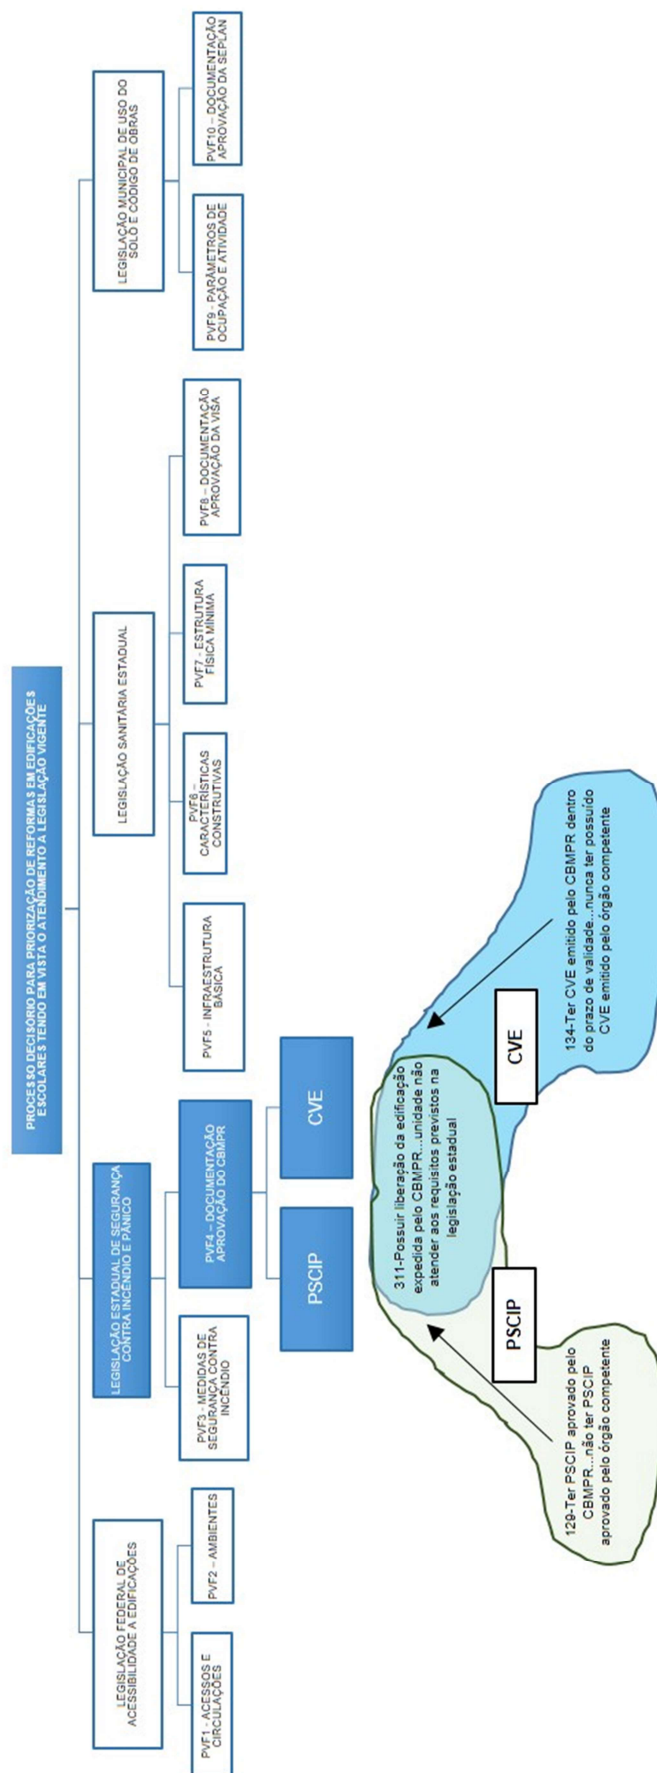 PROCESSO DECISÓRIO PARA PRIORIZAÇÃO DE REFORMAS EM EDIFICAÇÕES
ESCOLARES TENDO EM VISTA O ATENDIMENTO A LEGISLAÇÃO VIGENTE
LEGISLAÇÃO FEDERAL DE
ACESSIBILIDADE A EDIFICAÇÕES
LEGISLAÇÃO ESTADUAL DE SEGURANÇA
CONTRA INCÊNDIO E PÂNICO
LEGISLAÇÃO SANITÁRIA ESTADUAL
LEGISLAÇÃO MUNICIPAL DE USO DO
SOLO E CÓDIGO DE OBRAS
PVF1 - ACESSOS E
CIRCULAÇÕES
PVF2 – AMBIENTES
PVF3 - MEDIDAS DE
SEGURANÇA CONTRA
INCÊNDIO
PVF4 – DOCUMENTAÇÃO
APROVAÇÃO DO CBMPR
PVF5 - INFRAESTRUTURA
BÁSICA
PVF6 –
CARACTERÍSTICAS
CONSTRUTIVAS
PVF7 - ESTRUTURA
FÍSICA MÍNIMA
PVF8 – DOCUMENTAÇÃO
APROVAÇÃO DA VISA
PVF9 - PARÂMETROS DE
OCUPAÇÃO E ATIVIDADE
PVF10 – DOCUMENTAÇÃO
APROVAÇÃO DA SEPLAN
PSCIP
CVE
311-Possuir liberação da edificação
expedida pelo CBMPR...unidade não
atender aos requisitos previstos na
legislação estadual
PSCIP
CVE
129-Ter PSCIP aprovado pelo
CBMPR...não ter PSCIP
aprovado pelo órgão competente
134-Ter CVE emitido pelo CBMPR dentro
do prazo de validade...nunca ter possuído
CVE emitido pelo órgão competente